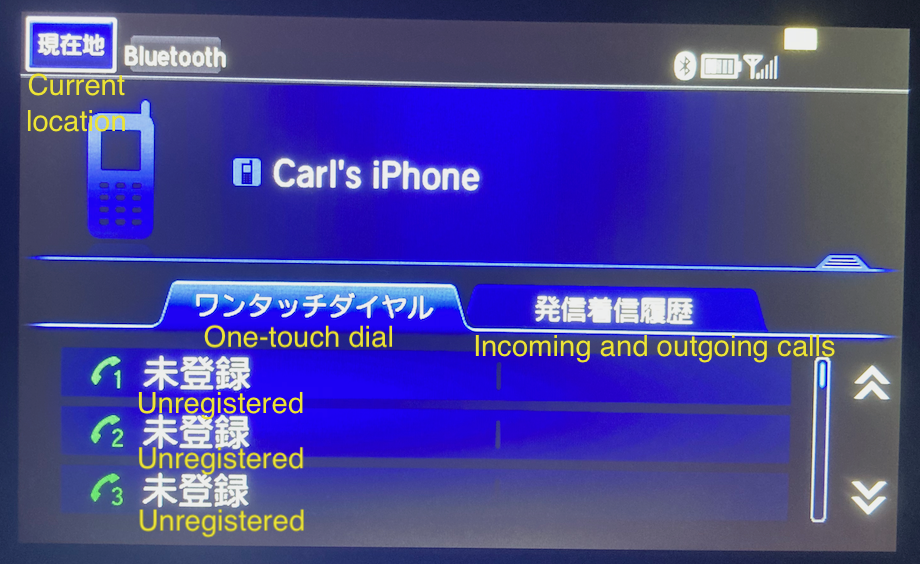 現在地
Bluetooth
Current
location
Carl's iPhone
ワンタッチダイヤル
発信着信履歴
One-touch dial
Incoming and outgoing calls
1 未登録
Unregistered
2 未登録
Unregistered
3 未登録
Unregistered